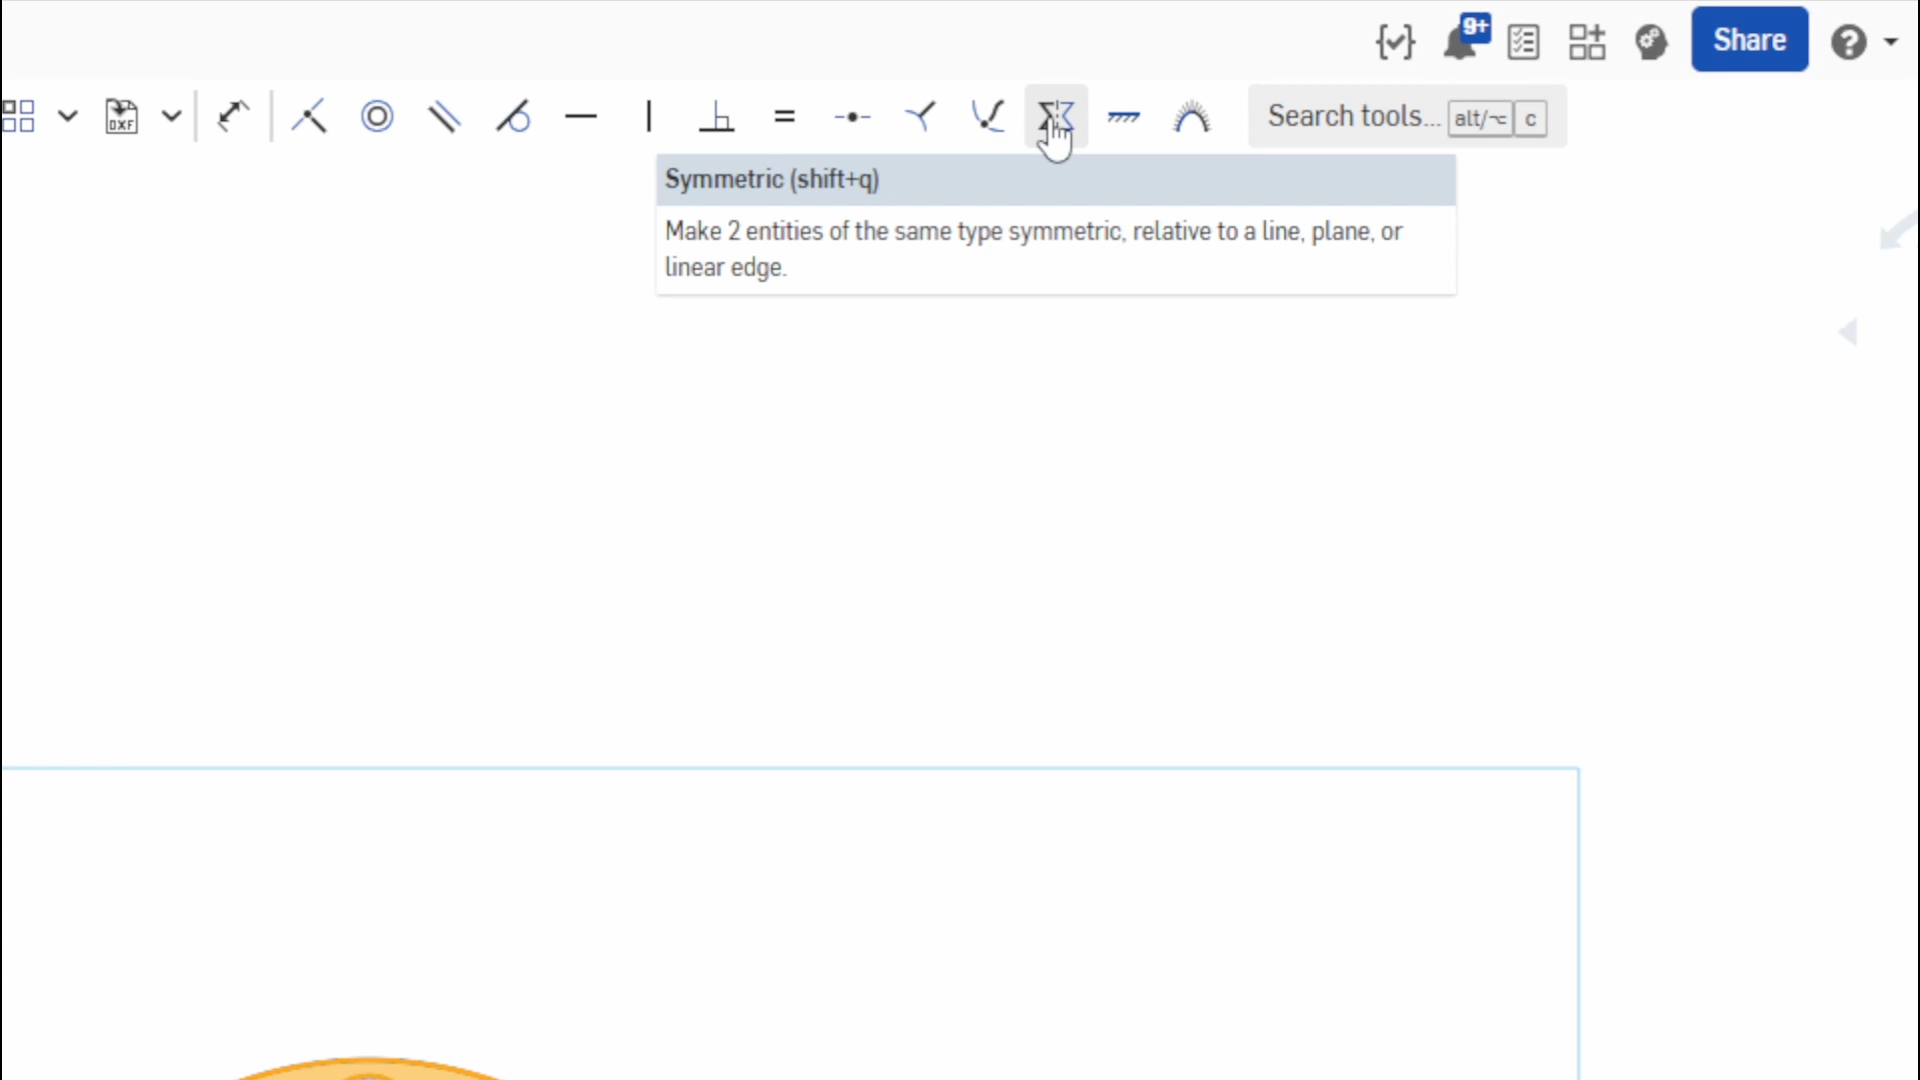 9+
Share
?
DXF
Search tools... alt/⌥ c
Symmetric (shift+q)
Make 2 entities of the same type symmetric, relative to a line, plane, or
linear edge.